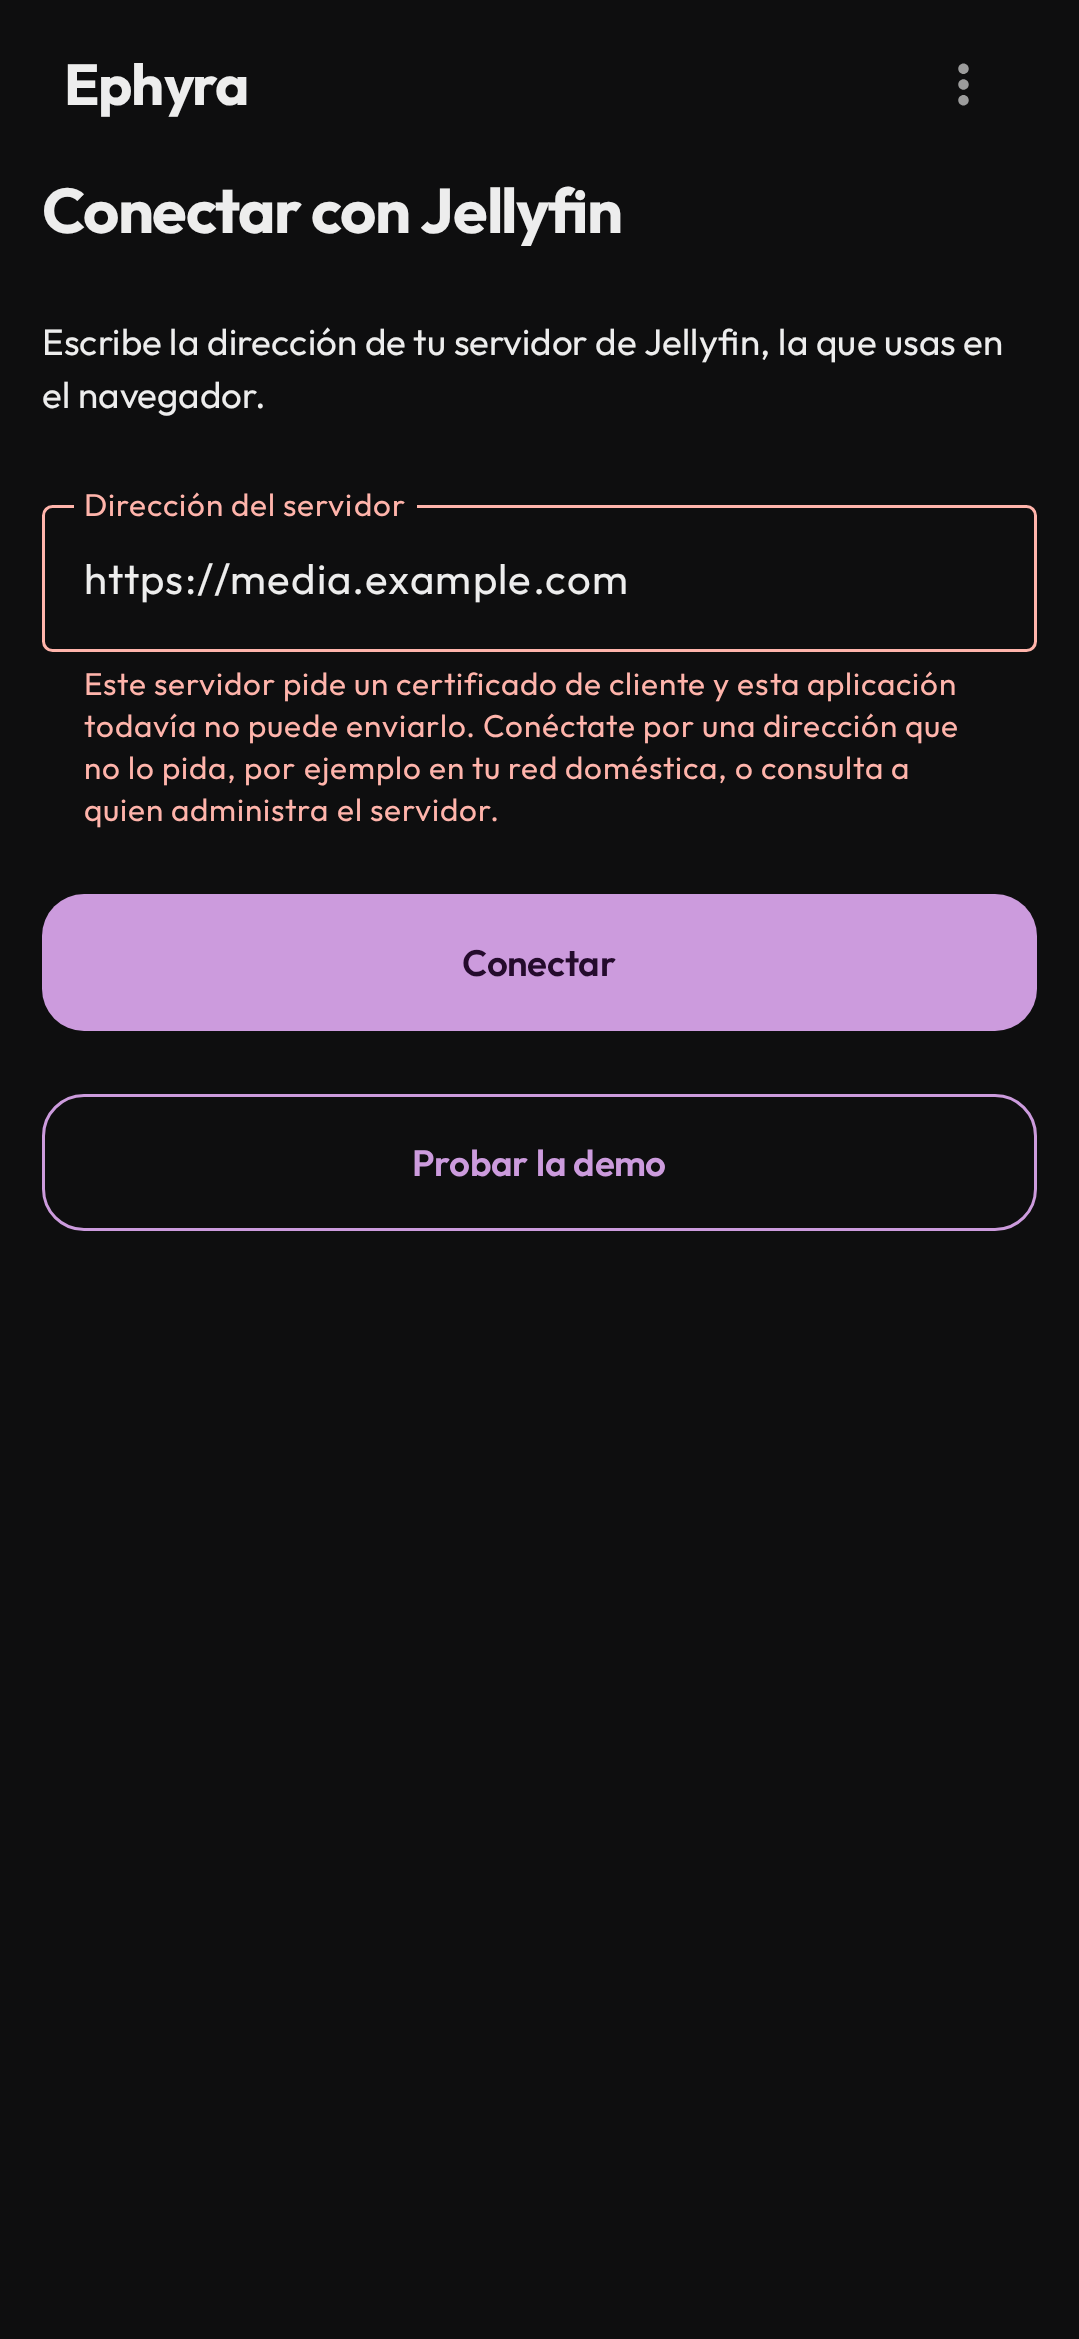 Ephyra
Conectar con Jellyfin
Escribe la dirección de tu servidor de Jellyfin, la que usas en
el navegador.
Dirección del servidor
https://media.example.com
Este servidor pide un certificado de cliente y esta aplicación
todavía no puede enviarlo. Conéctate por una dirección que
no lo pida, por ejemplo en tu red doméstica, o consulta a
quien administra el servidor.
Conectar
Probar la demo